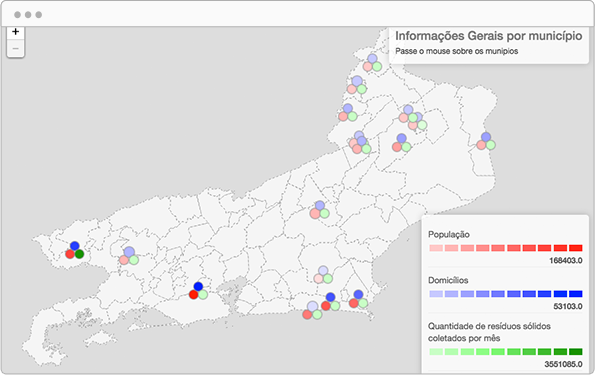 +
−
Informações Gerais por município
Passe o mouse sobre os munipios
População
168403.0
Domicílios
53103.0
Quantidade de resíduos sólidos
coletados por mês
3551085.0